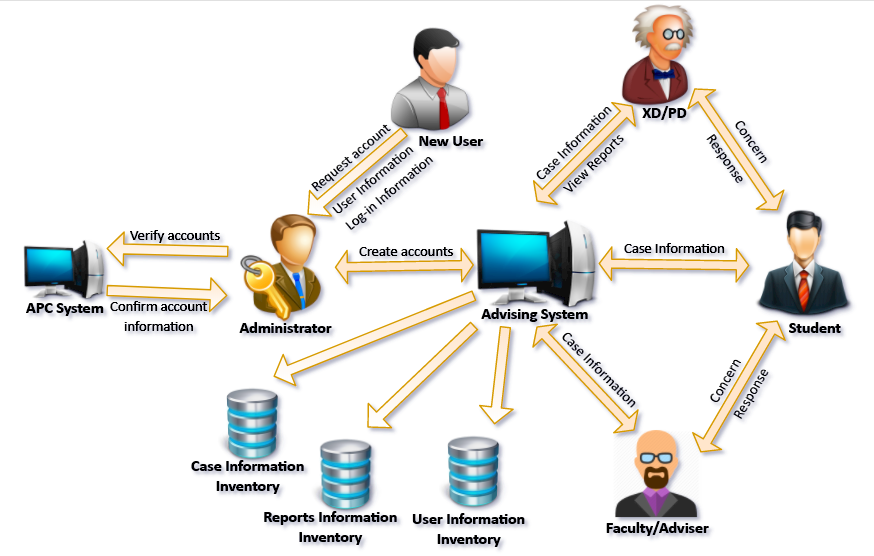 New User
XD/PD
Request account
User Information
Log-in Information
Case Information
View Reports
Concern
Response
Verify accounts
Create accounts
Case Information
APC System
Confirm account
information
Administrator
Advising System
Student
Case Information
Concern
Response
Case Information
Inventory
Reports Information
Inventory
User Information
Inventory
Faculty/Adviser